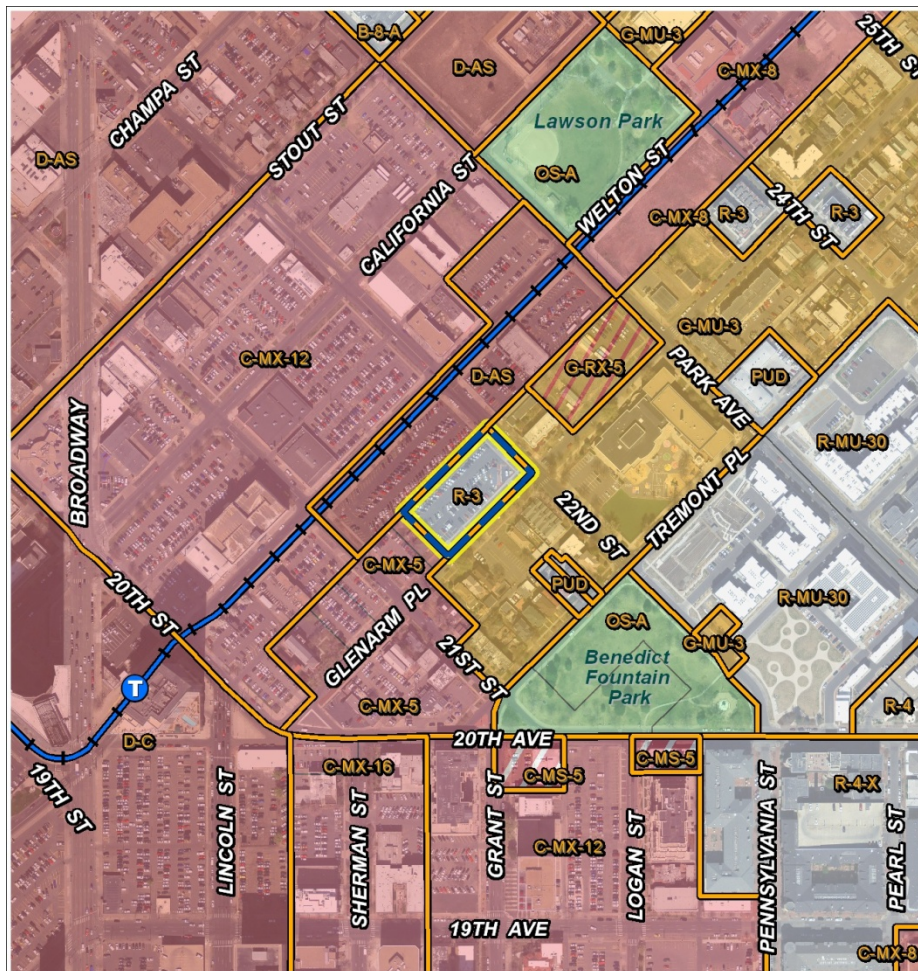 B-8-A
G-MU-3
25TH ST
CHAMPA ST
D-AS
C-MX-8
STOUT ST
Lawson Park
D-AS
CALIFORNIA ST
OS-A
WELTON ST
C-MX-8
R-3
24TH ST
R-3
C-MX-12
G-MU-3
D-AS
G-RX-5
PARK AVE
PUD
BROADWAY
TREMONT PL
R-MU-30
R-3
22ND ST
C-MX-5
PUD
20TH ST
GLENARM PL
OS-A
R-MU-30
G-MU-3
21ST ST
Benedict
Fountain
Park
T
C-MX-5
R-4
D-C
20TH AVE
19TH ST
C-MX-16
C-MS-5
C-MS-5
R-4-X
LINCOLN ST
SHERMAN ST
GRANT ST
C-MX-12
LOGAN ST
PENNSYLVANIA ST
PEARL ST
19TH AVE
C-MX-8